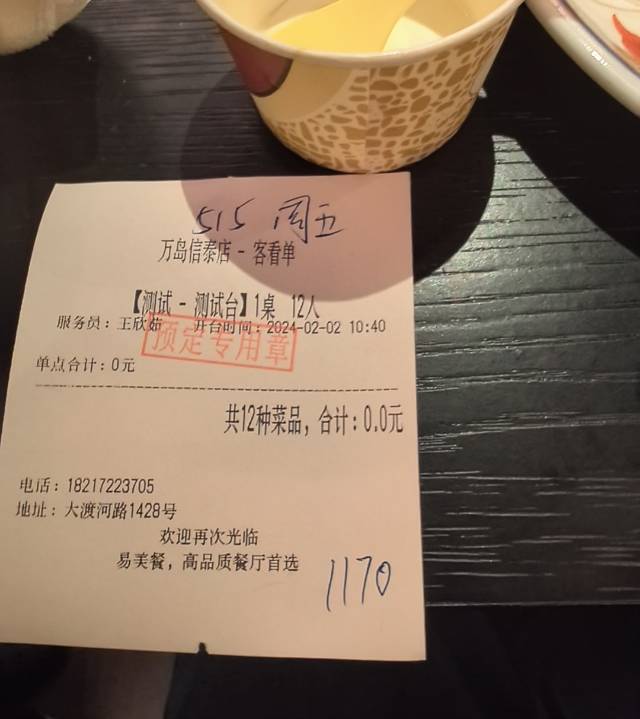 515 周五
万岛信泰店 - 客看单
【测试 - 测试台】1桌 12人
服务员：王欣茹 开台时间：2024-02-02 10:40
预定专用章
单点合计：0元
共12种菜品，合计：0.0元
电话：18217223705
地址：大渡河路1428号
欢迎再次光临
易美餐，高品质餐厅首选
1170